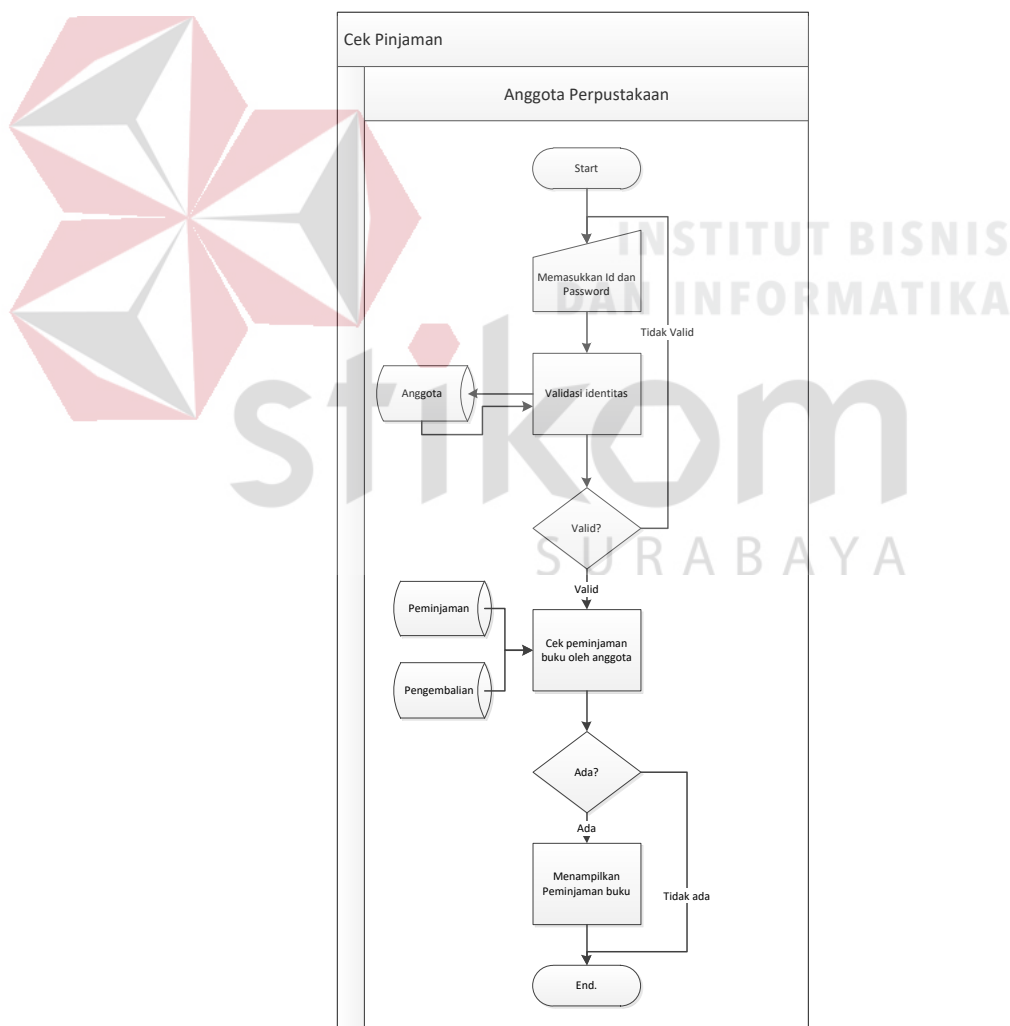 Cek Pinjaman
Anggota Perpustakaan
Start
INSTITUT BISNIS
DAN INFORMATIKA
Memasukkan Id dan
Password
Tidak Valid
Anggota
Validasi identitas
stikom
Valid?
SURABAYA
Valid
Peminjaman
Cek peminjaman
buku oleh anggota
Pengembalian
Ada?
Ada
Menampilkan
Peminjaman buku
Tidak ada
End.